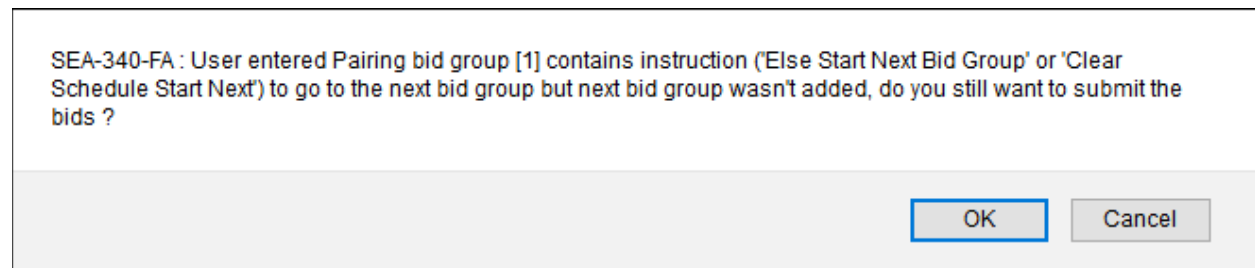 SEA-340-FA : User entered Pairing bid group [1] contains instruction ('Else Start Next Bid Group' or 'Clear
Schedule Start Next') to go to the next bid group but next bid group wasn't added, do you still want to submit the
bids ?
OK
Cancel